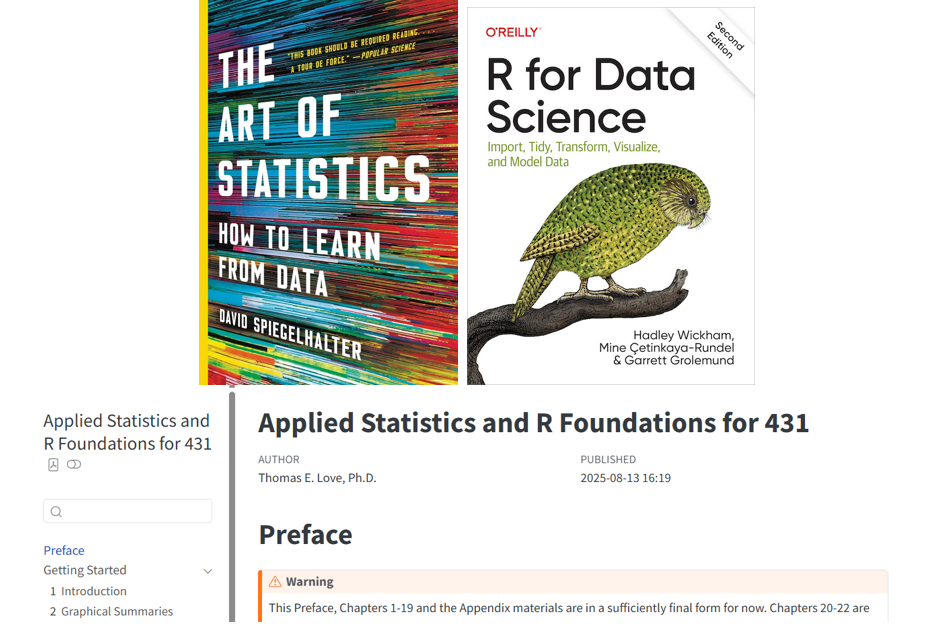 THE
ART OF
STATISTICS
"THIS BOOK SHOULD BE REQUIRED READING. . . .
A TOUR DE FORCE." —POPULAR SCIENCE
HOW TO LEARN
FROM DATA
DAVID SPIEGELHALTER
O'REILLY®
Second
Edition
R for Data
Science
Import, Tidy, Transform, Visualize,
and Model Data
Hadley Wickham,
Mine Çetinkaya-Rundel
& Garrett Grolemund
Applied Statistics and
R Foundations for 431
Preface
Getting Started
1 Introduction
2 Graphical Summaries
Applied Statistics and R Foundations for 431
AUTHOR
Thomas E. Love, Ph.D.
PUBLISHED
2025-08-13 16:19
Preface
Warning
This Preface, Chapters 1-19 and the Appendix materials are in a sufficiently final form for now. Chapters 20-22 are